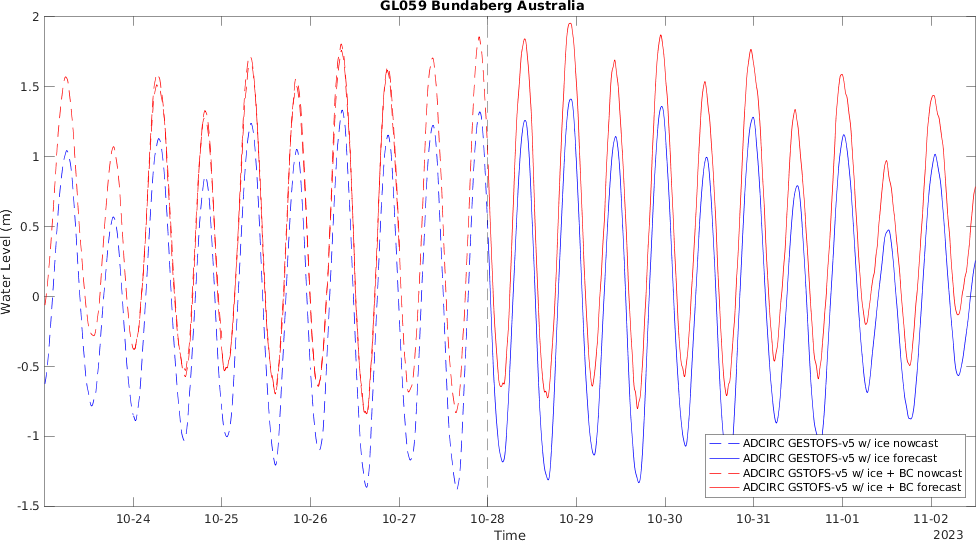 GL059 Bundaberg Australia
2
1.5
1
0.5
0
-0.5
-1
-1.5
Water Level (m)
ADCIRC GESTOFS-v5 w/ ice nowcast
ADCIRC GESTOFS-v5 w/ ice forecast
ADCIRC GSTOFS-v5 w/ ice + BC nowcast
ADCIRC GSTOFS-v5 w/ ice + BC forecast
10-24 10-25 10-26 10-27 10-28 10-29 10-30 10-31 11-01 11-02
Time
2023